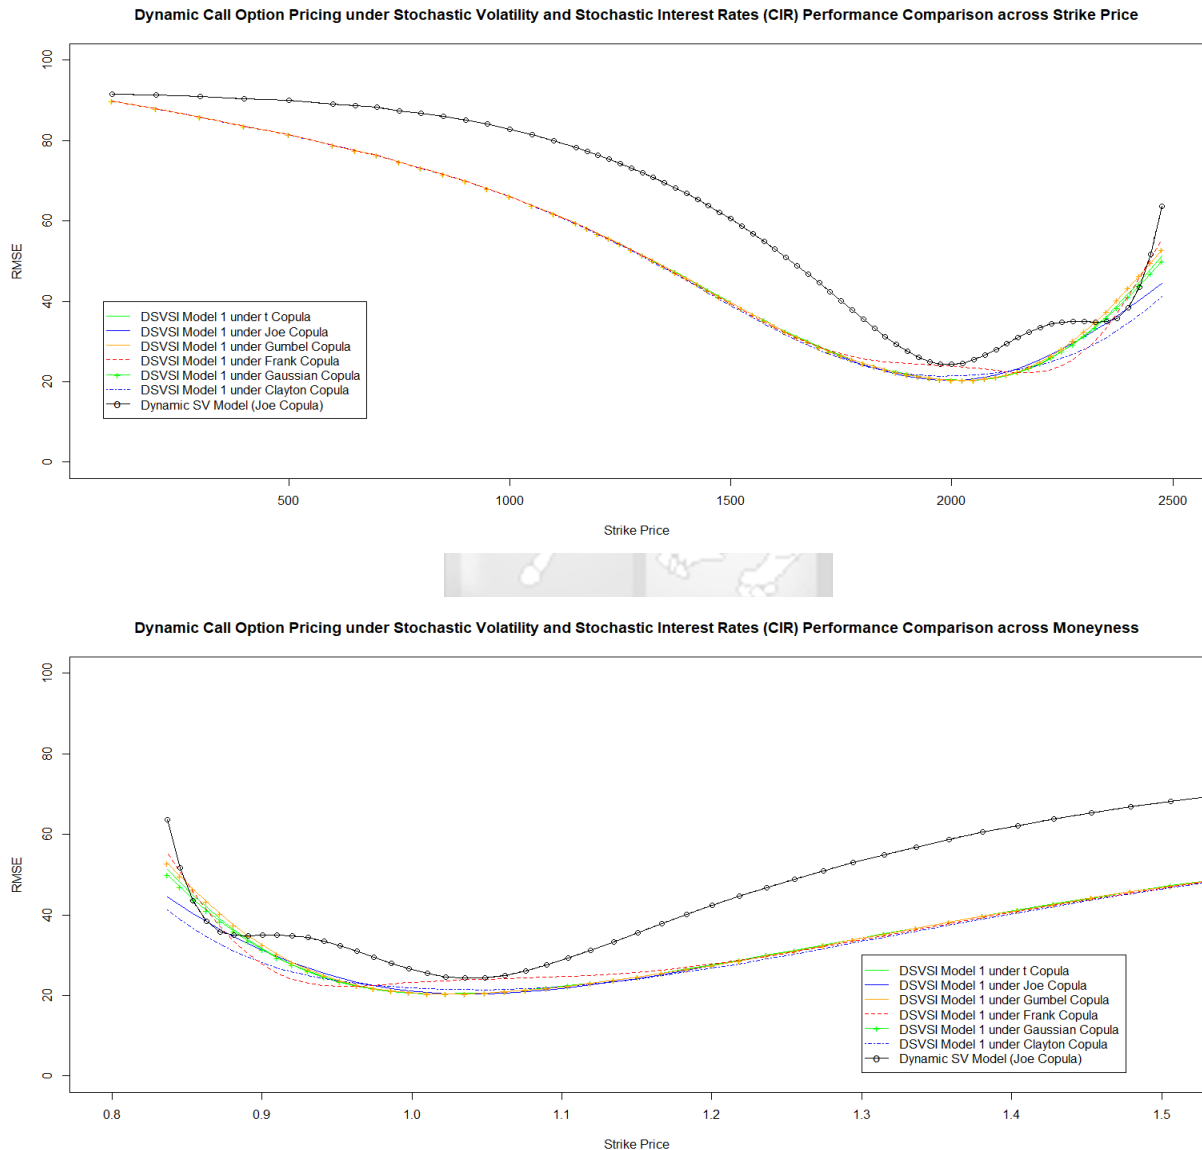 Dynamic Call Option Pricing under Stochastic Volatility and Stochastic Interest Rates (CIR) Performance Comparison across Strike Price
100
80
60
40
20
0
RMSE
DSVSI Model 1 under t Copula
DSVSI Model 1 under Joe Copula
DSVSI Model 1 under Gumbel Copula
DSVSI Model 1 under Frank Copula
DSVSI Model 1 under Gaussian Copula
DSVSI Model 1 under Clayton Copula
Dynamic SV Model (Joe Copula)
500 1000 1500 2000 2500
Strike Price
Dynamic Call Option Pricing under Stochastic Volatility and Stochastic Interest Rates (CIR) Performance Comparison across Moneyness
100
80
60
40
20
0
RMSE
DSVSI Model 1 under t Copula
DSVSI Model 1 under Joe Copula
DSVSI Model 1 under Gumbel Copula
DSVSI Model 1 under Frank Copula
DSVSI Model 1 under Gaussian Copula
DSVSI Model 1 under Clayton Copula
Dynamic SV Model (Joe Copula)
0.8 0.9 1.0 1.1 1.2 1.3 1.4 1.5
Strike Price